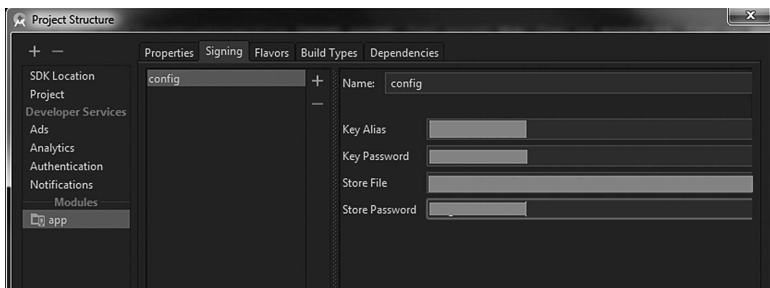 Project Structure
Properties Signing Flavors Build Types Dependencies
SDK Location
Project
Developer Services
Ads
Analytics
Authentication
Notifications
Modules
app
config
Name: config
Key Alias
Key Password
Store File
Store Password